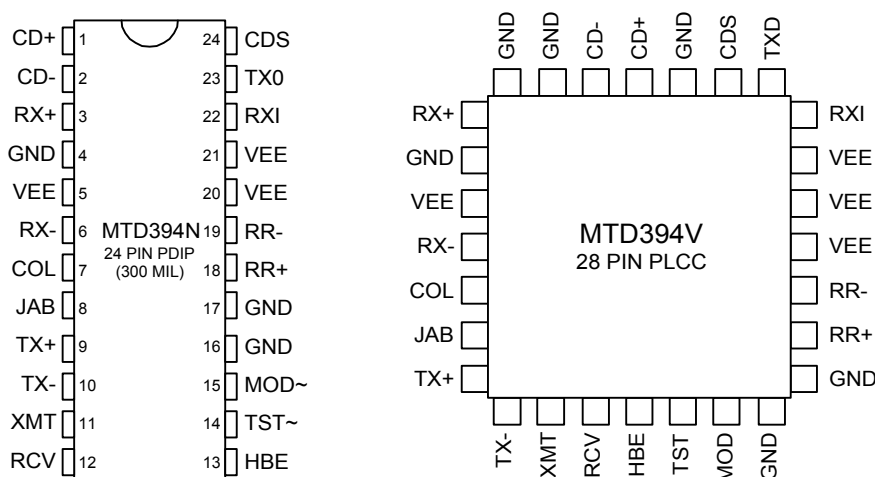 CD+ 1 24 CDS
CD- 2 23 TX0
RX+ 3 22 RXI
GND 4 21 VEE
VEE 5 20 VEE
RX- 6 MTD394N 19 RR-
24 PIN PDIP
(300 MIL)
COL 7 18 RR+
JAB 8 17 GND
TX+ 9 16 GND
TX- 10 15 MOD~
XMT 11 14 TST~
RCV 12 13 HBE
GND GND CD- CD+ GND CDS TXD
RX+ RXI
GND VEE
VEE VEE
MTD394V
28 PIN PLCC
RX- VEE
COL RR-
JAB RR+
TX+ GND
TX- XMT RCV HBE TST MOD GND